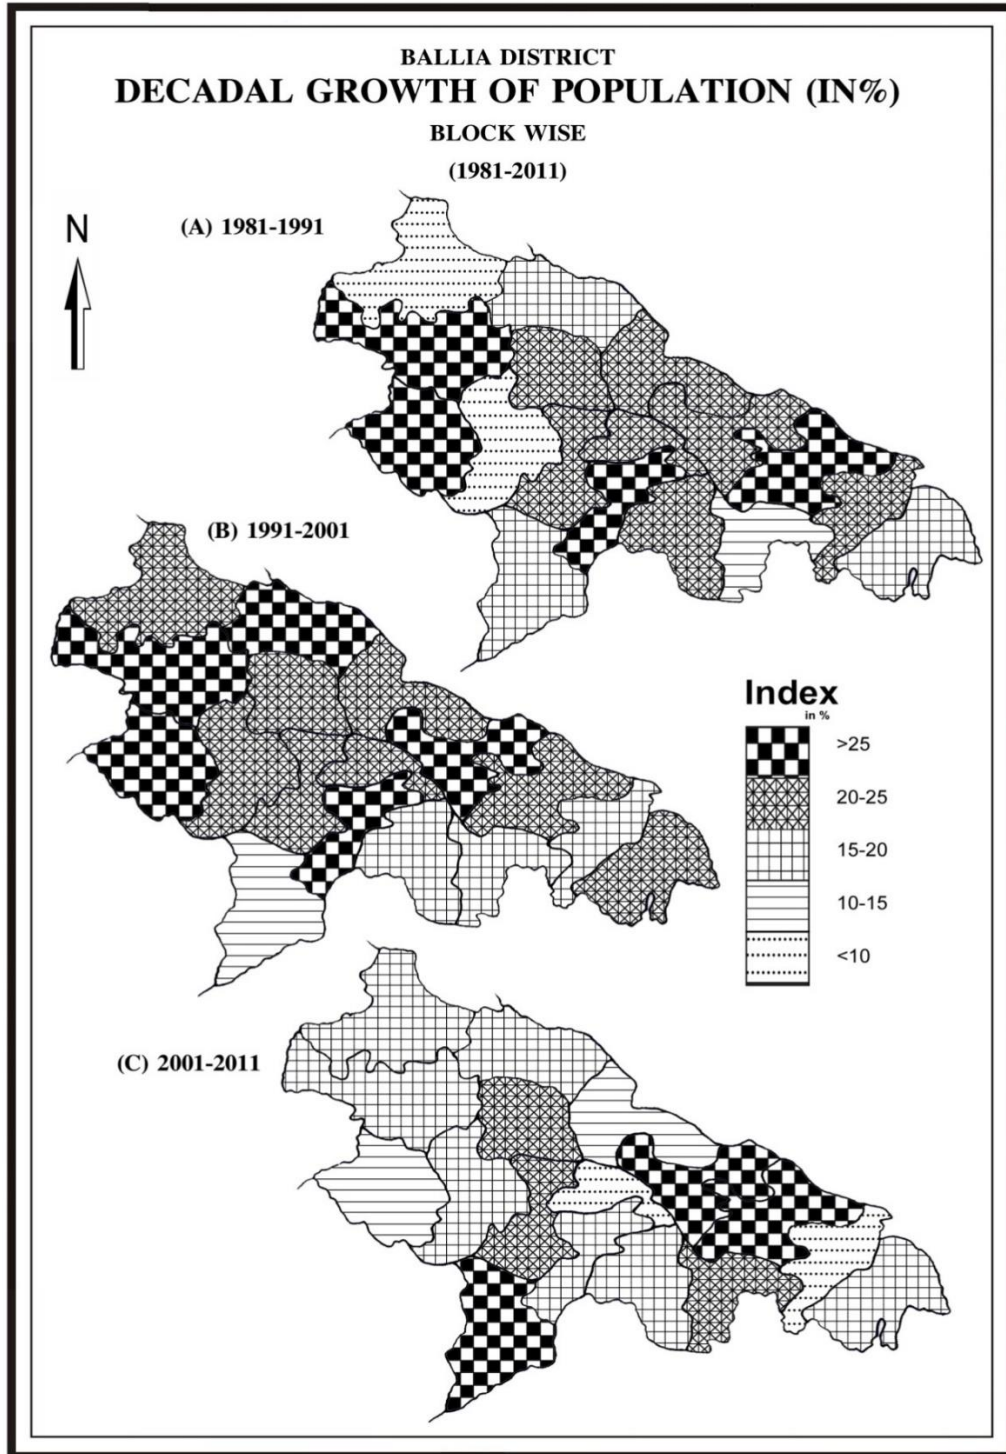 BALLIA DISTRICT
DECADAL GROWTH OF POPULATION (IN%)
BLOCK WISE
(1981-2011)
(A) 1981-1991
N
(B) 1991-2001
Index
in %
>25
20-25
15-20
10-15
<10
(C) 2001-2011